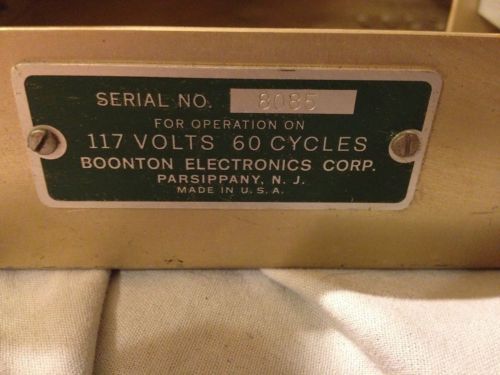 SERIAL NO. 8085
FOR OPERATION ON
117 VOLTS 60 CYCLES
BOONTON ELECTRONICS CORP.
PARSIPPANY, N. J.
MADE IN U.S.A.